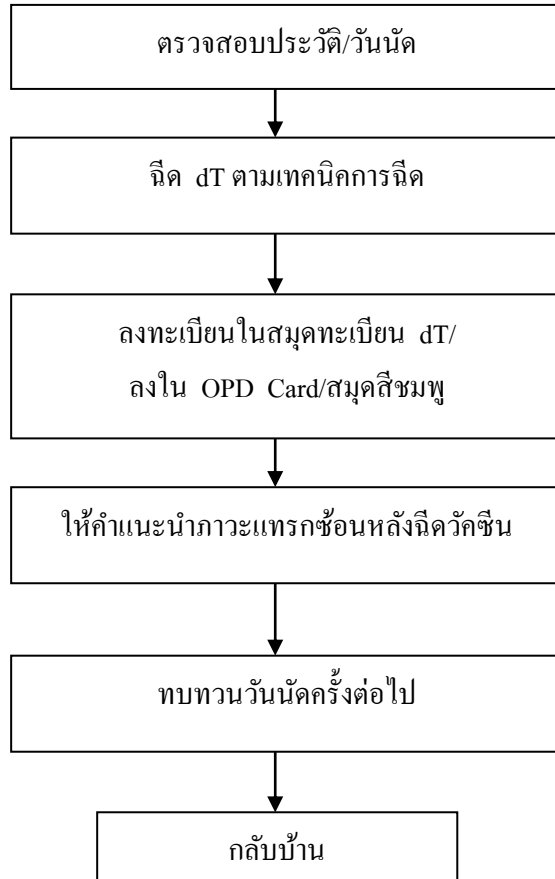 ตรวจสอบประวัติ/วันนัด
ฉีด dT ตามเทคนิคการฉีด
ลงทะเบียนในสมุดทะเบียน dT/
ลงใน OPD Card/สมุดสีชมพู
ให้คำแนะนำภาวะแทรกซ้อนหลังฉีดวัคซีน
ทบทวนวันนัดครั้งต่อไป
กลับบ้าน